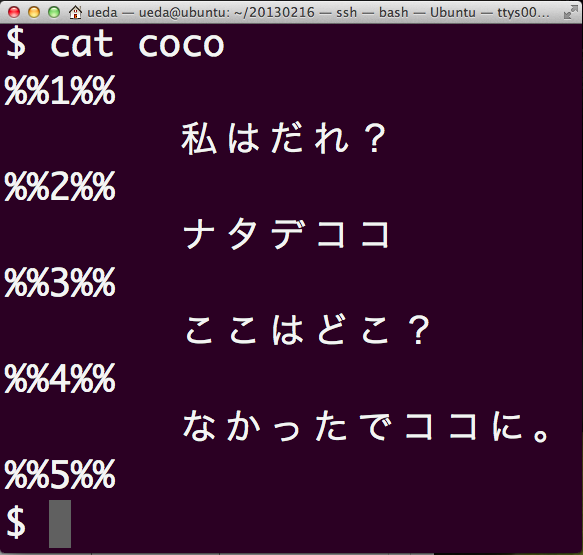 ueda — ueda@ubuntu: ~/20130216 — ssh — bash — Ubuntu — ttys00...
$ cat coco
%%1%%
私はだれ？
%%2%%
ナタデココ
%%3%%
ここはどこ？
%%4%%
なかったでココに。
%%5%%
$